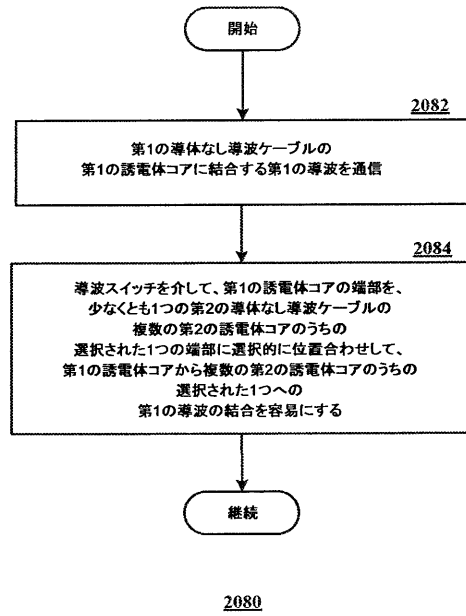 開始
2082
第1の導体なし導波ケーブルの
第1の誘電体コアに結合する第1の導波を通信
2084
導波スイッチを介して、第1の誘電体コアの端部を、
少なくとも1つの第2の導体なし導波ケーブルの
複数の第2の誘電体コアのうちの
選択された1つの端部に選択的に位置合わせして、
第1の誘電体コアから複数の第2の誘電体コアのうちの
選択された1つへの
第1の導波の結合を容易にする
継続
2080